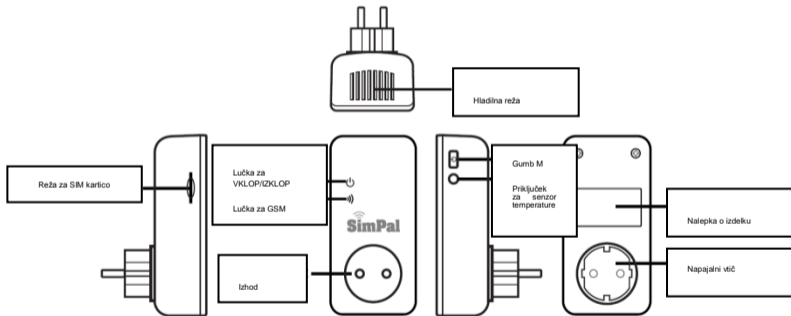 Hladilna reža
Reža za SIM kartico
Lučka za
VKLOP/IZKLOP
Lučka za GSM
SimPal
Izhod
Gumb M
Priključek
za senzor
temperature
Nalepka o izdelku
Napajalni vtič